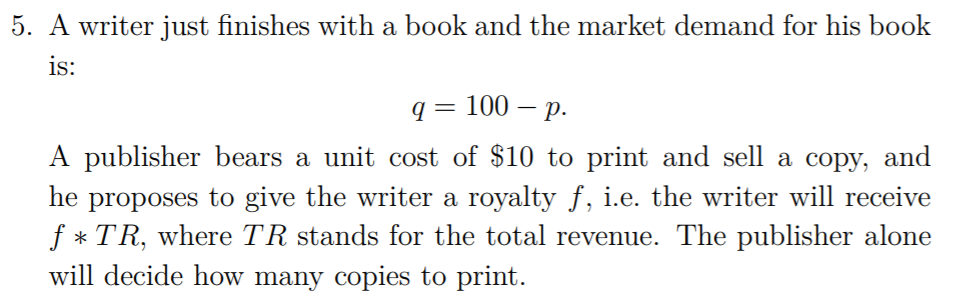 5. A writer just finishes with a book and the market demand for his book
is:
q = 100 − p.
A publisher bears a unit cost of $10 to print and sell a copy, and
he proposes to give the writer a royalty f, i.e. the writer will receive
f ∗ TR, where TR stands for the total revenue. The publisher alone
will decide how many copies to print.